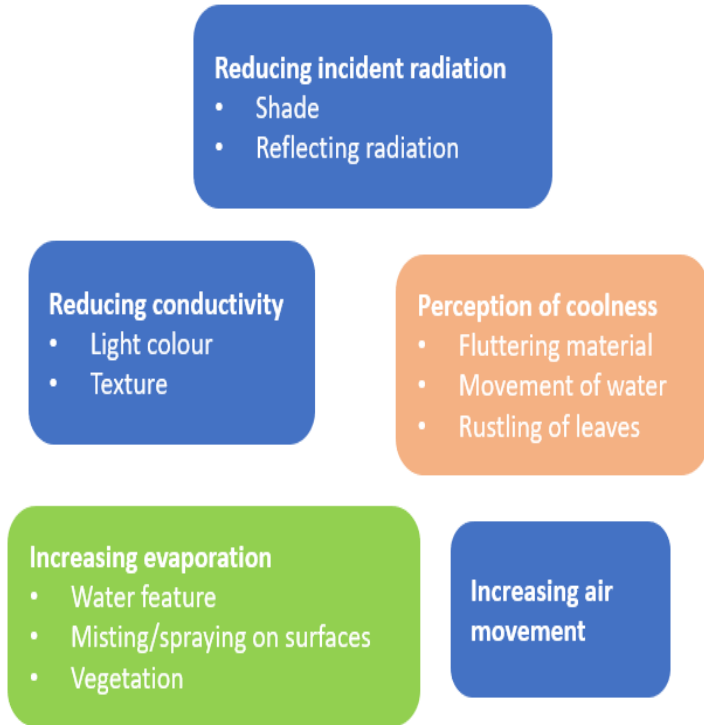 Reducing incident radiation
• Shade
• Reflecting radiation
Reducing conductivity
• Light colour
• Texture
Perception of coolness
• Fluttering material
• Movement of water
• Rustling of leaves
Increasing evaporation
• Water feature
• Misting/spraying on surfaces
• Vegetation
Increasing air
movement